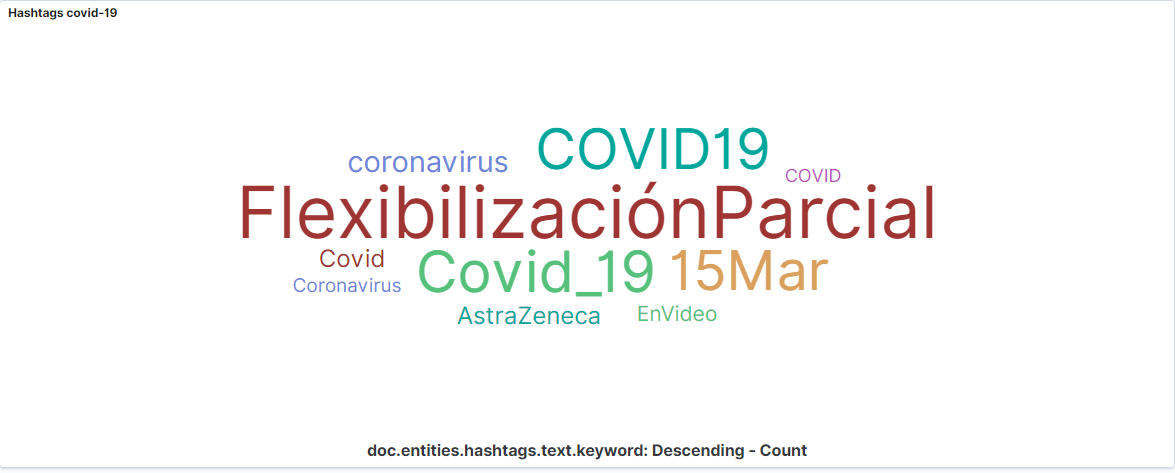 Hashtags covid-19
COVID19
coronavirus
COVID
FlexibilizaciónParcial
Covid
Covid_19
15Mar
Coronavirus
AstraZeneca
EnVideo
doc.entities.hashtags.text.keyword: Descending - Count